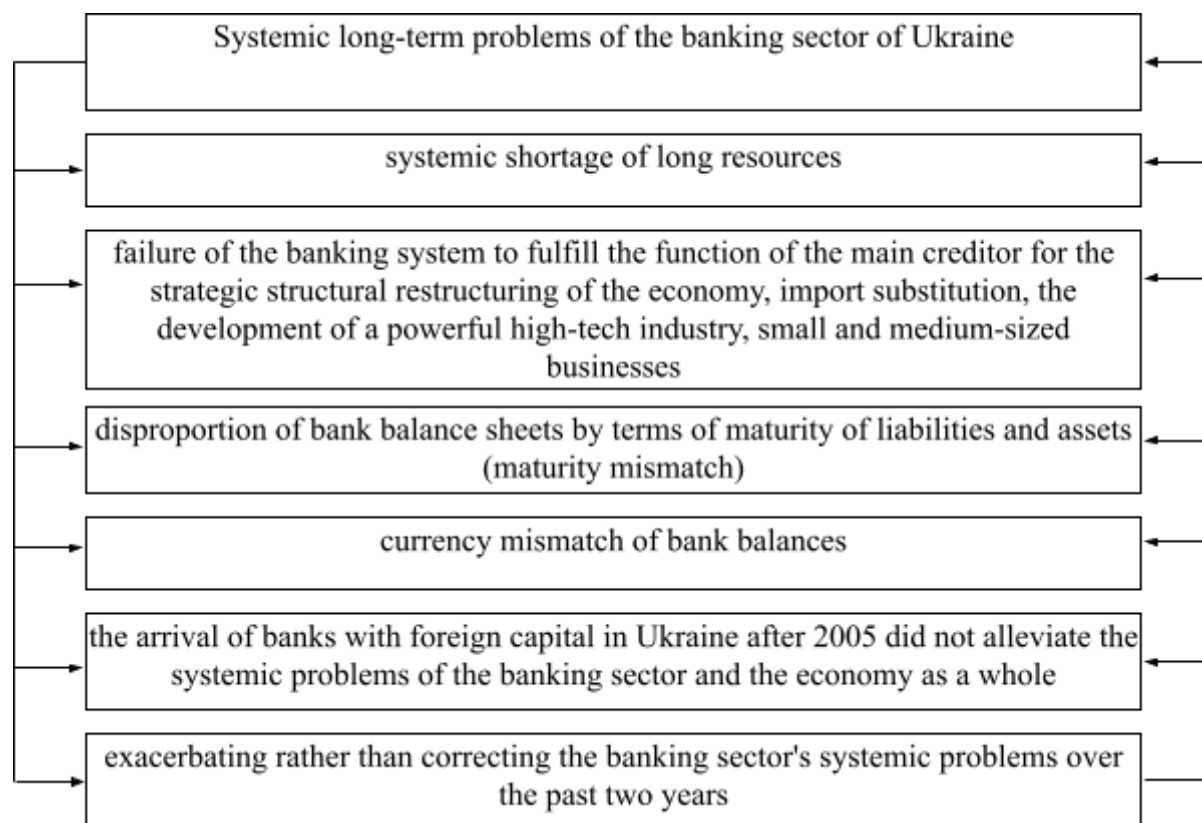 Systemic long-term problems of the banking sector of Ukraine
systemic shortage of long resources
failure of the banking system to fulfill the function of the main creditor for the
strategic structural restructuring of the economy, import substitution, the
development of a powerful high-tech industry, small and medium-sized
businesses
disproportion of bank balance sheets by terms of maturity of liabilities and assets
(maturity mismatch)
currency mismatch of bank balances
the arrival of banks with foreign capital in Ukraine after 2005 did not alleviate the
systemic problems of the banking sector and the economy as a whole
exacerbating rather than correcting the banking sector's systemic problems over
the past two years